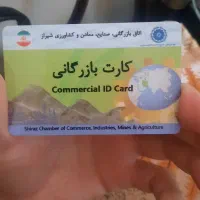 اتاق بازرگانی، صنایع، معادن و کشاورزی شیراز
کارت بازرگانی
Commercial ID Card
Shiraz Chamber of Commerce, Industries, Mines & Agriculture